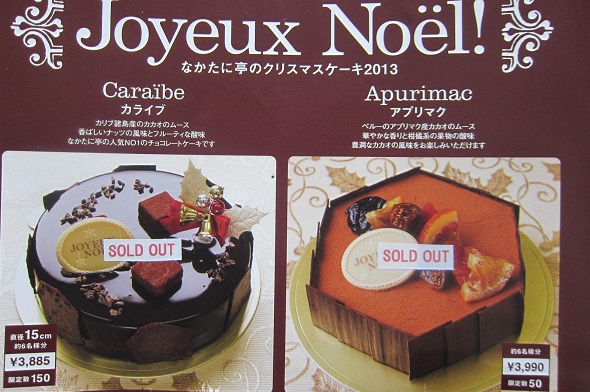 Joyeux Noël!
なかたに亭のクリスマスケーキ2013
Caraïbe
カライブ
カリブ諸島産のカカオのムース
香ばしいナッツの風味とフルーティな酸味
なかたに亭の人気NO1のチョコレートケーキです
Apurimac
アプリマク
ペルーのアプリマク産カカオのムース
華やかな香りと柑橘系の果物の酸味
豊潤なカカオの風味をお楽しみいただけます
JOYEUX
NOËL
SOLD OUT
直径15cm
約6名様分
¥3,885
限定数150
JOYEUX
SOLD OUT
約6名様分
¥3,990
限定数50